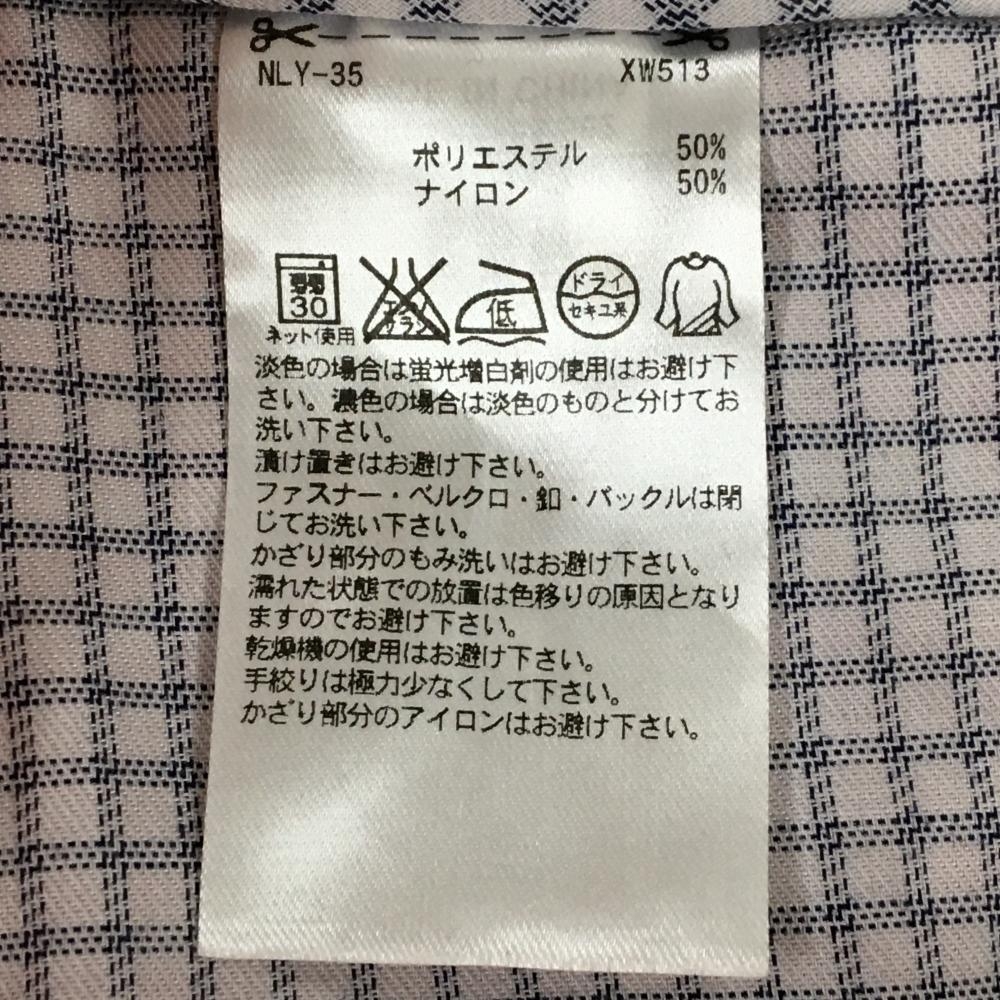 NLY-35 XW513
ポリエステル 50%
ナイロン 50%
30
ネット使用
エンソ
サラシ
低
ドライ
セキユ系
淡色の場合は蛍光増白剤の使用はお避け下
さい。濃色の場合は淡色のものと分けてお
洗い下さい。
漬け置きはお避け下さい。
ファスナー・ベルクロ・釦・バックルは閉
じてお洗い下さい。
かざり部分のもみ洗いはお避け下さい。
濡れた状態での放置は色移りの原因となり
ますのでお避け下さい。
乾燥機の使用はお避け下さい。
手絞りは極力少なくして下さい。
かざり部分のアイロンはお避け下さい。